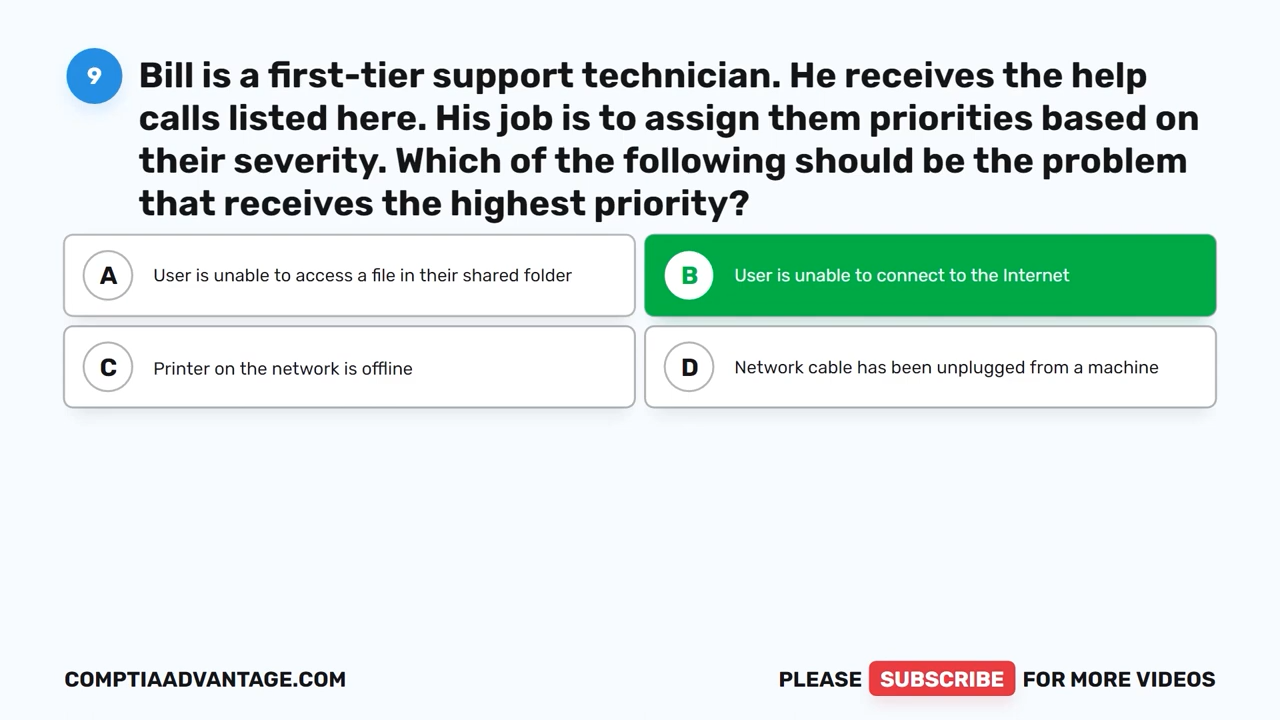 9
Bill is a first-tier support technician. He receives the help
calls listed here. His job is to assign them priorities based on
their severity. Which of the following should be the problem
that receives the highest priority?
A User is unable to access a file in their shared folder
B User is unable to connect to the Internet
C Printer on the network is offline
D Network cable has been unplugged from a machine
COMPTIAADVANTAGE.COM
PLEASE SUBSCRIBE FOR MORE VIDEOS